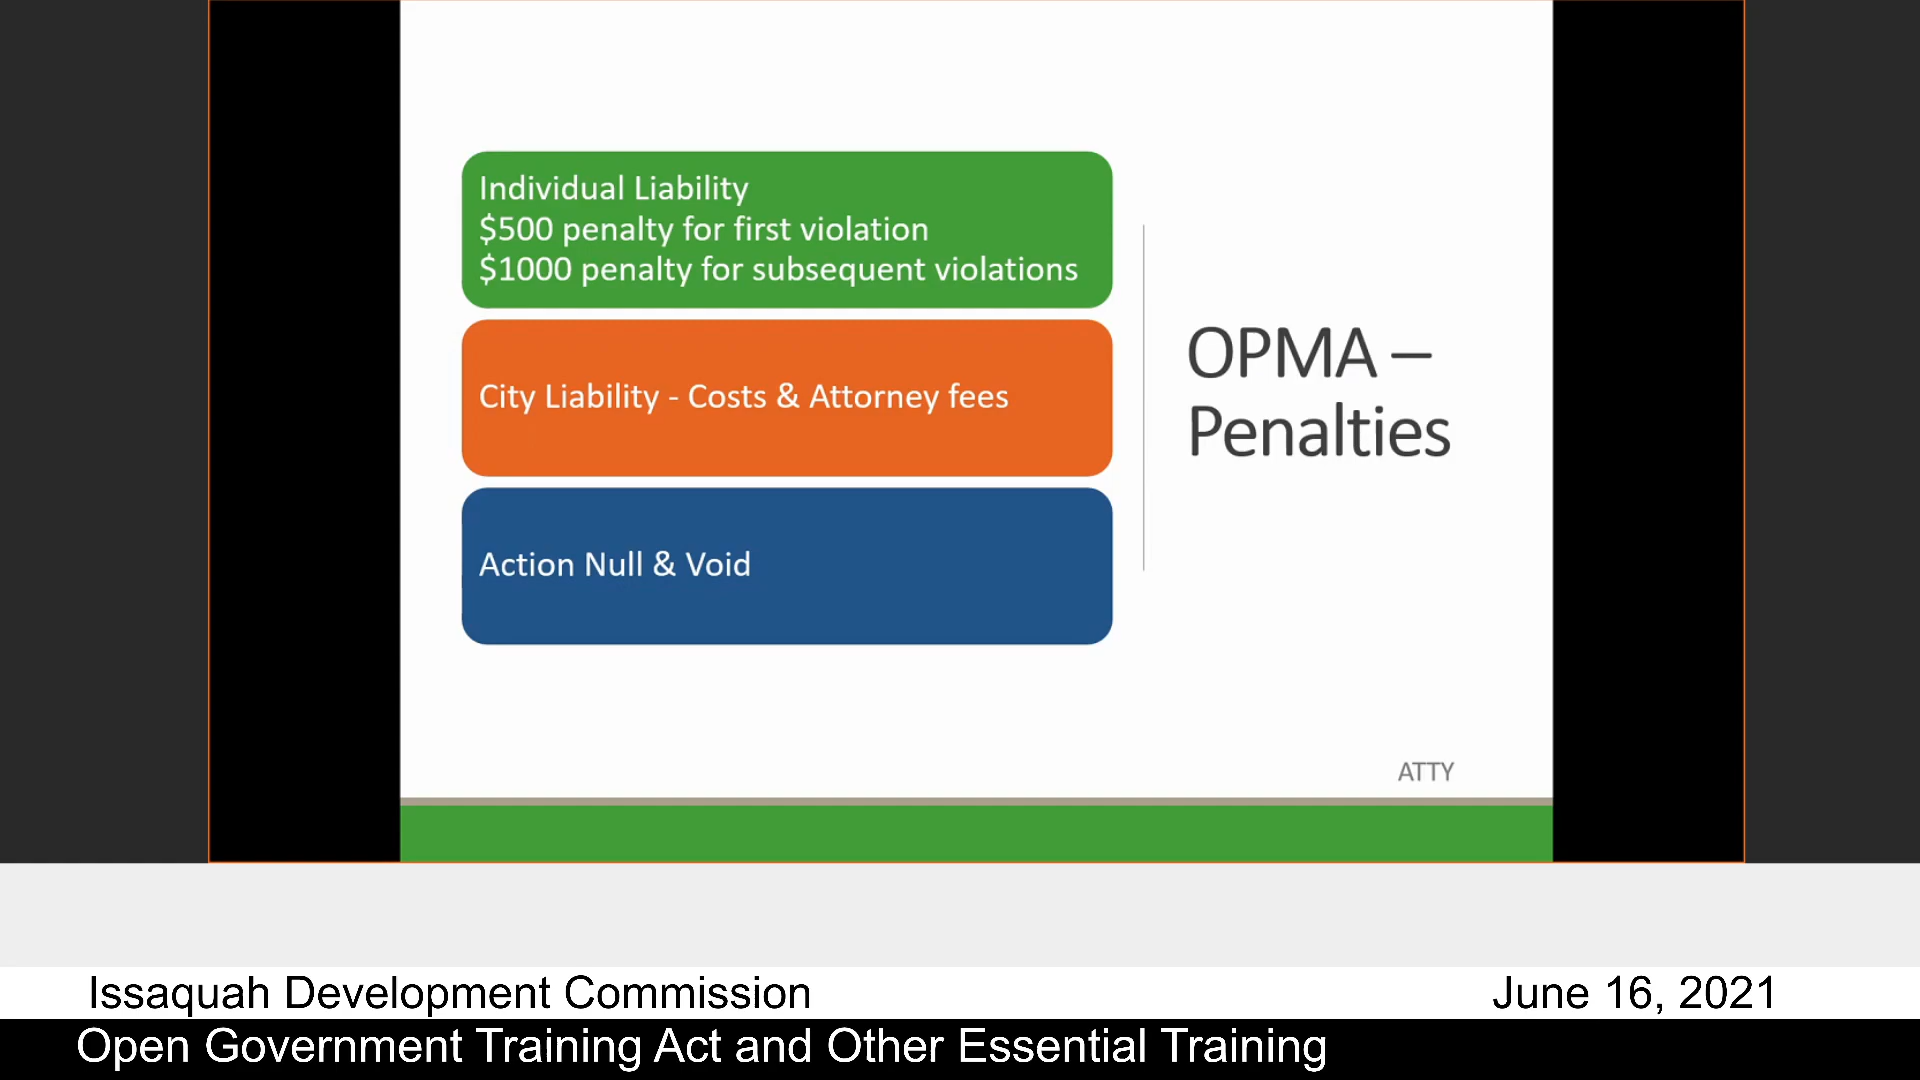 Individual Liability
$500 penalty for first violation
$1000 penalty for subsequent violations
City Liability - Costs & Attorney fees
Action Null & Void
OPMA –
Penalties
ATTY
Issaquah Development Commission
June 16, 2021
Open Government Training Act and Other Essential Training